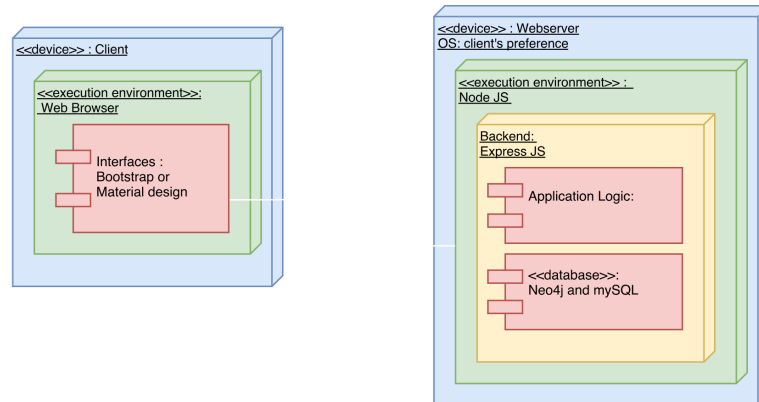 <<device>> : Client
<<execution environment>>:
Web Browser
Interfaces :
Bootstrap or
Material design
<<device>> : Webserver
OS: client's preference
<<execution environment>> :
Node JS
Backend:
Express JS
Application Logic:
<<database>>:
Neo4j and mySQL